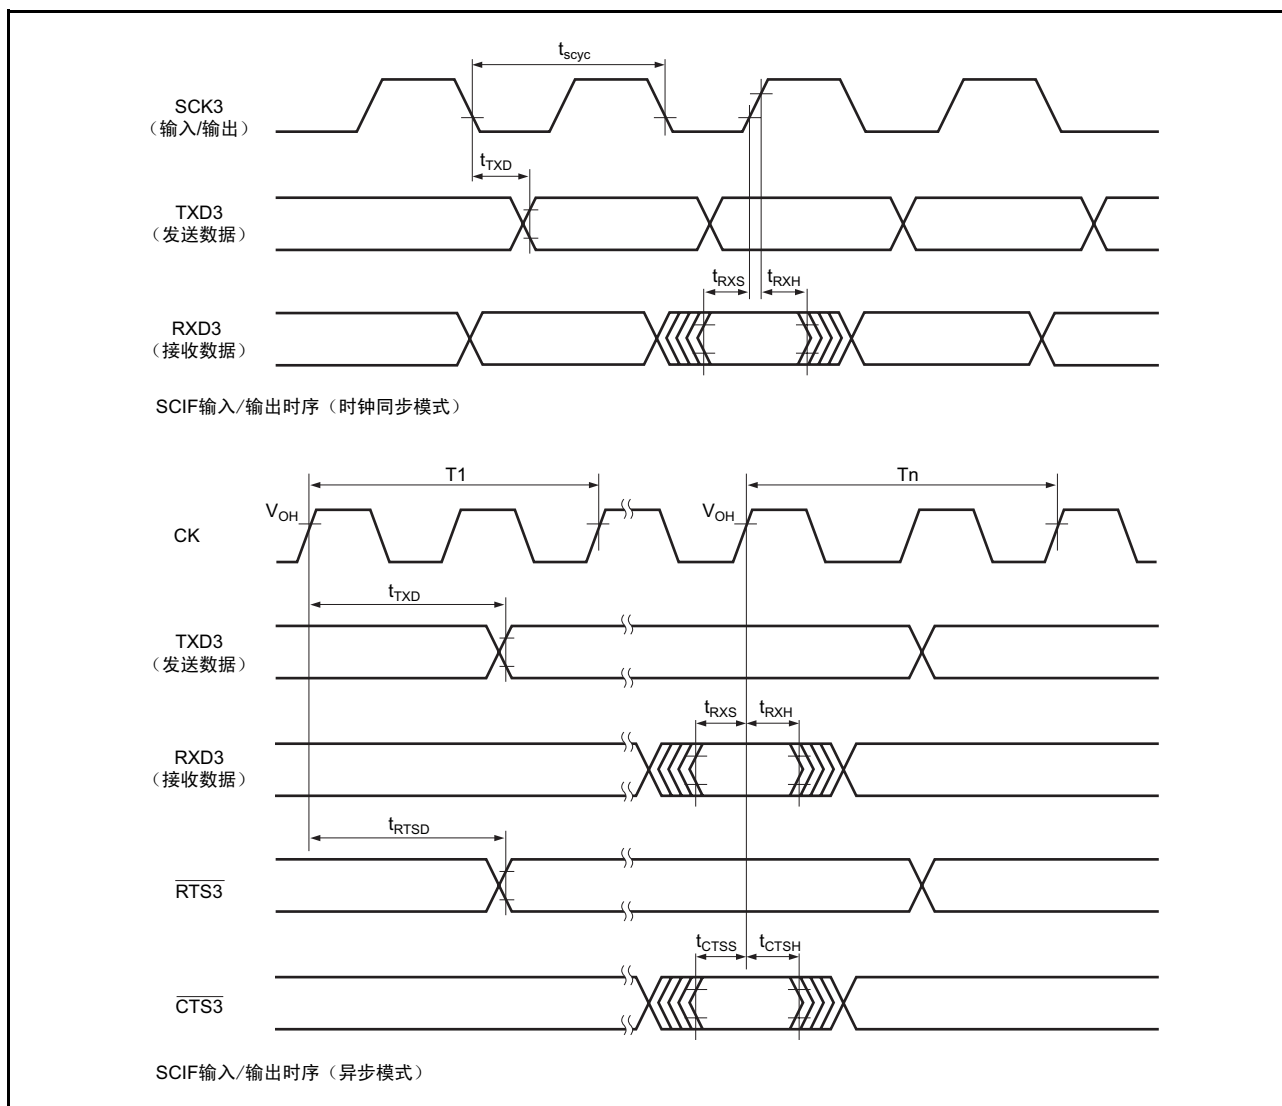 tscyc
SCK3
（输入/输出）
tTXD
TXD3
（发送数据）
tRXS tRXH
RXD3
（接收数据）
SCIF输入/输出时序（时钟同步模式）
T1 Tn
VOH VOH
CK
tTXD
TXD3
（发送数据）
tRXS tRXH
RXD3
（接收数据）
tRTSD
RTS3
tCTSS tCTSH
CTS3
SCIF输入/输出时序（异步模式）